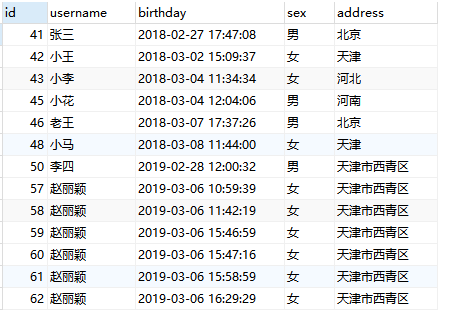 id username birthday sex address
41 张三 2018-02-27 17:47:08 男 北京
42 小王 2018-03-02 15:09:37 女 天津
43 小李 2018-03-04 11:34:34 女 河北
45 小花 2018-03-04 12:04:06 男 河南
46 老王 2018-03-07 17:37:26 男 北京
48 小马 2018-03-08 11:44:00 女 天津
50 李四 2019-02-28 12:00:32 男 天津市西青区
57 赵丽颖 2019-03-06 10:59:39 女 天津市西青区
58 赵丽颖 2019-03-06 11:42:19 女 天津市西青区
59 赵丽颖 2019-03-06 15:46:59 女 天津市西青区
60 赵丽颖 2019-03-06 15:47:16 女 天津市西青区
61 赵丽颖 2019-03-06 15:58:59 女 天津市西青区
62 赵丽颖 2019-03-06 16:29:29 女 天津市西青区